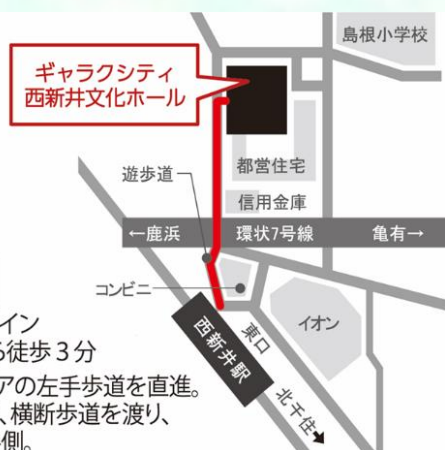 島根小学校
ギャラクシティ
西新井文化ホール
都営住宅
遊歩道
信用金庫
←鹿浜
環状7号線
亀有→
コンビニ
西新井駅
東口
イオン
北千住
イン
徒歩3分
アの左手歩道を直進。
、横断歩道を渡り、
側。